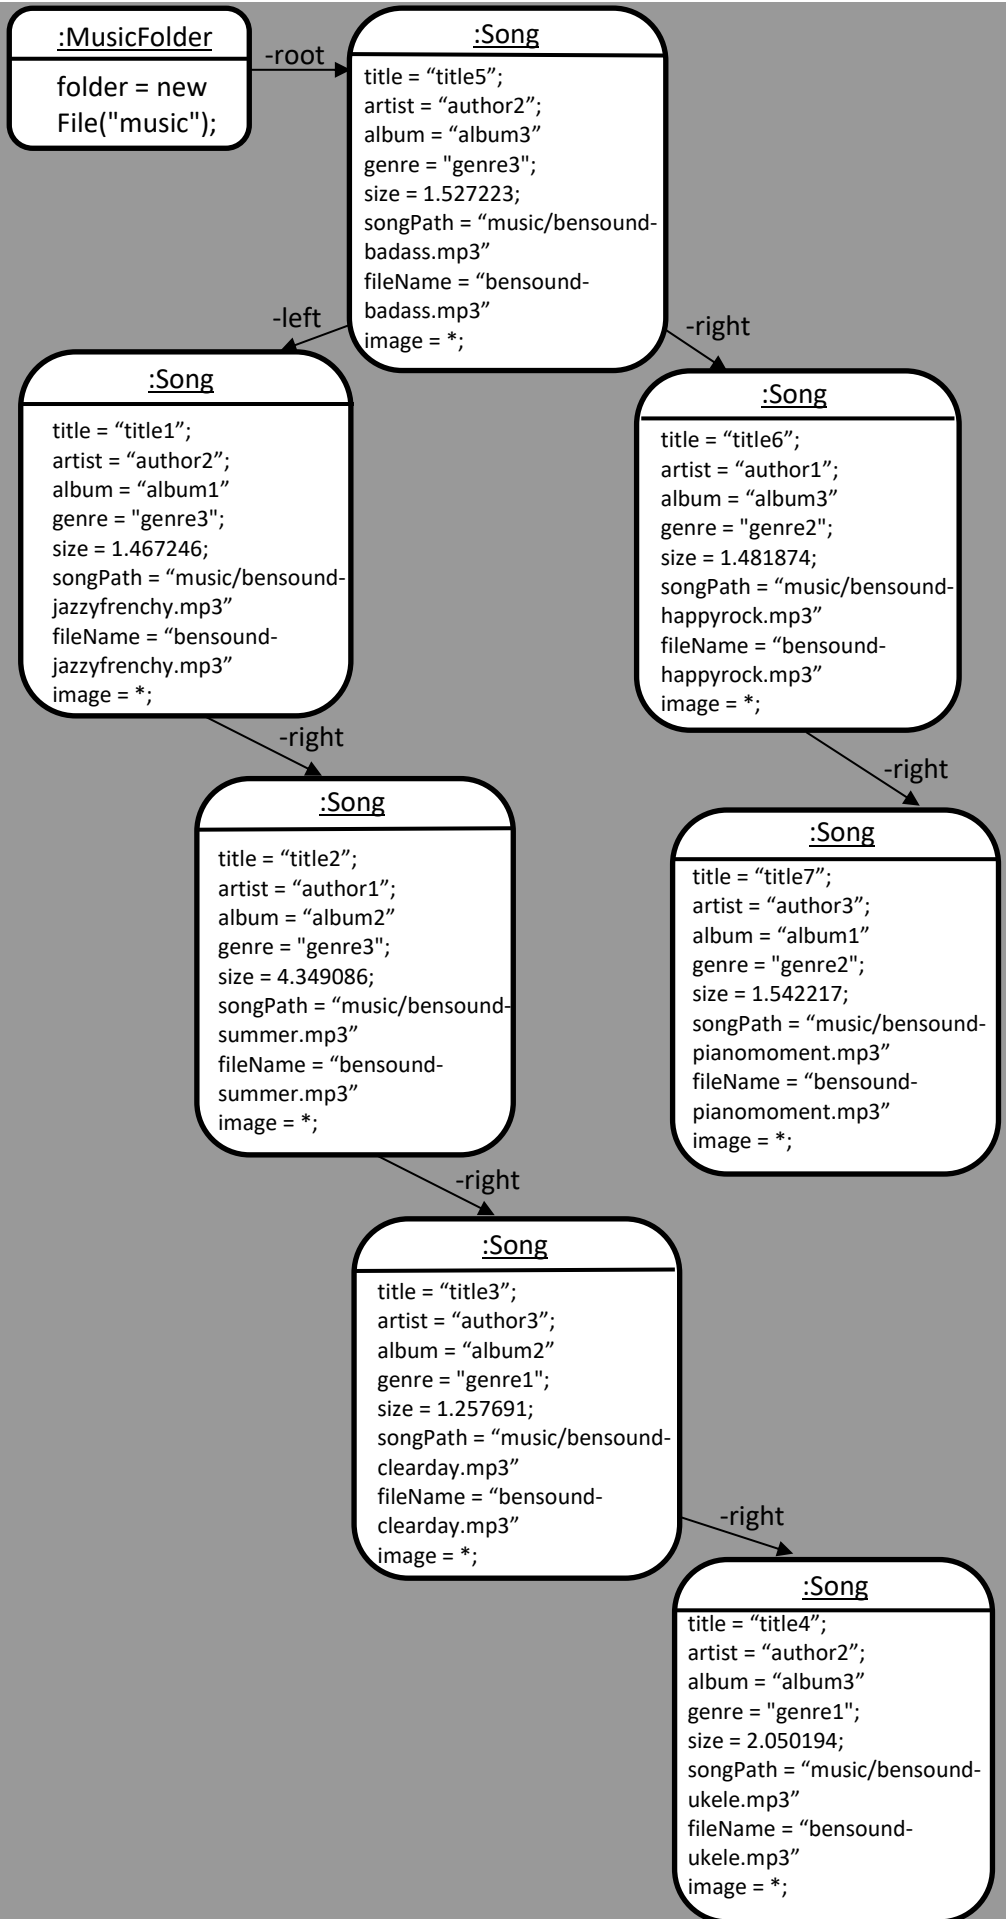 :MusicFolder
folder = new
File("music");
-root
:Song
title = “title5”;
artist = “author2”;
album = “album3”
genre = "genre3";
size = 1.527223;
songPath = “music/bensound-
badass.mp3”
fileName = “bensound-
badass.mp3”
image = *;
-left
-right
:Song
title = “title1”;
artist = “author2”;
album = “album1”
genre = "genre3";
size = 1.467246;
songPath = “music/bensound-
jazzyfrenchy.mp3”
fileName = “bensound-
jazzyfrenchy.mp3”
image = *;
:Song
title = “title6”;
artist = “author1”;
album = “album3”
genre = "genre2";
size = 1.481874;
songPath = “music/bensound-
happyrock.mp3”
fileName = “bensound-
happyrock.mp3”
image = *;
-right
-right
:Song
title = “title2”;
artist = “author1”;
album = “album2”
genre = "genre3";
size = 4.349086;
songPath = “music/bensound-
summer.mp3”
fileName = “bensound-
summer.mp3”
image = *;
:Song
title = “title7”;
artist = “author3”;
album = “album1”
genre = "genre2";
size = 1.542217;
songPath = “music/bensound-
pianomoment.mp3”
fileName = “bensound-
pianomoment.mp3”
image = *;
-right
:Song
title = “title3”;
artist = “author3”;
album = “album2”
genre = "genre1";
size = 1.257691;
songPath = “music/bensound-
clearday.mp3”
fileName = “bensound-
clearday.mp3”
image = *;
-right
:Song
title = “title4”;
artist = “author2”;
album = “album3”
genre = "genre1";
size = 2.050194;
songPath = “music/bensound-
ukele.mp3”
fileName = “bensound-
ukele.mp3”
image = *;